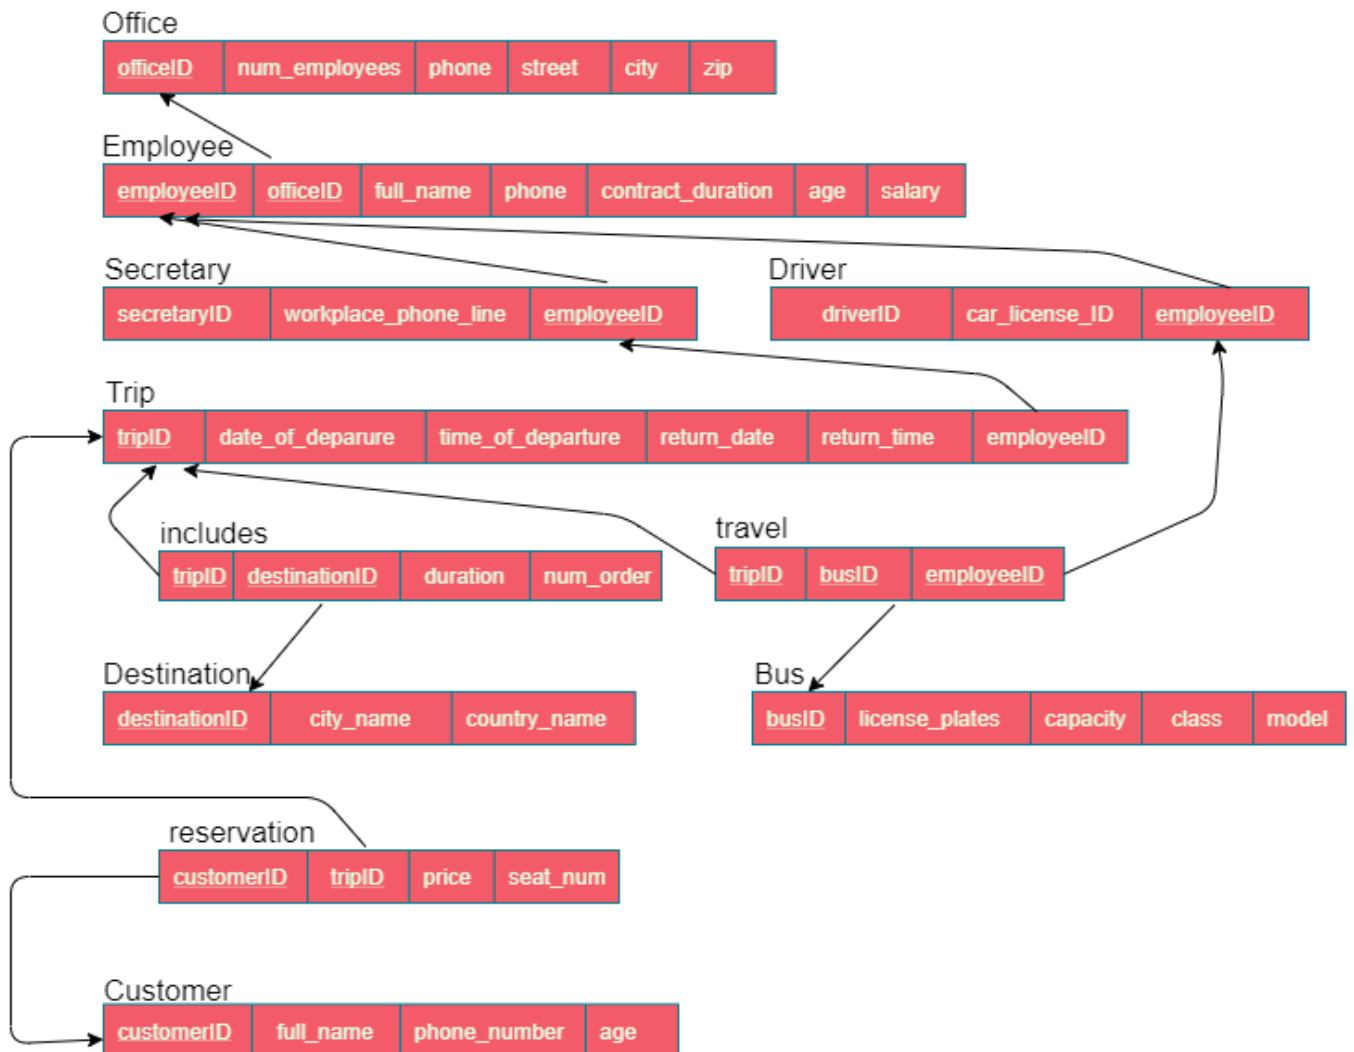 Office
officeID num_employees phone street city zip
Employee
employeeID officeID full_name phone contract_duration age salary
Secretary Driver
secretaryID workplace_phone_line employeeID driverID car_license_ID employeeID
Trip
tripID date_of_deparure time_of_departure return_date return_time employeeID
includes travel
tripID destinationID duration num_order tripID busID employeeID
Destination Bus
destinationID city_name country_name busID license_plates capacity class model
reservation
customerID tripID price seat_num
Customer
customerID full_name phone_number age